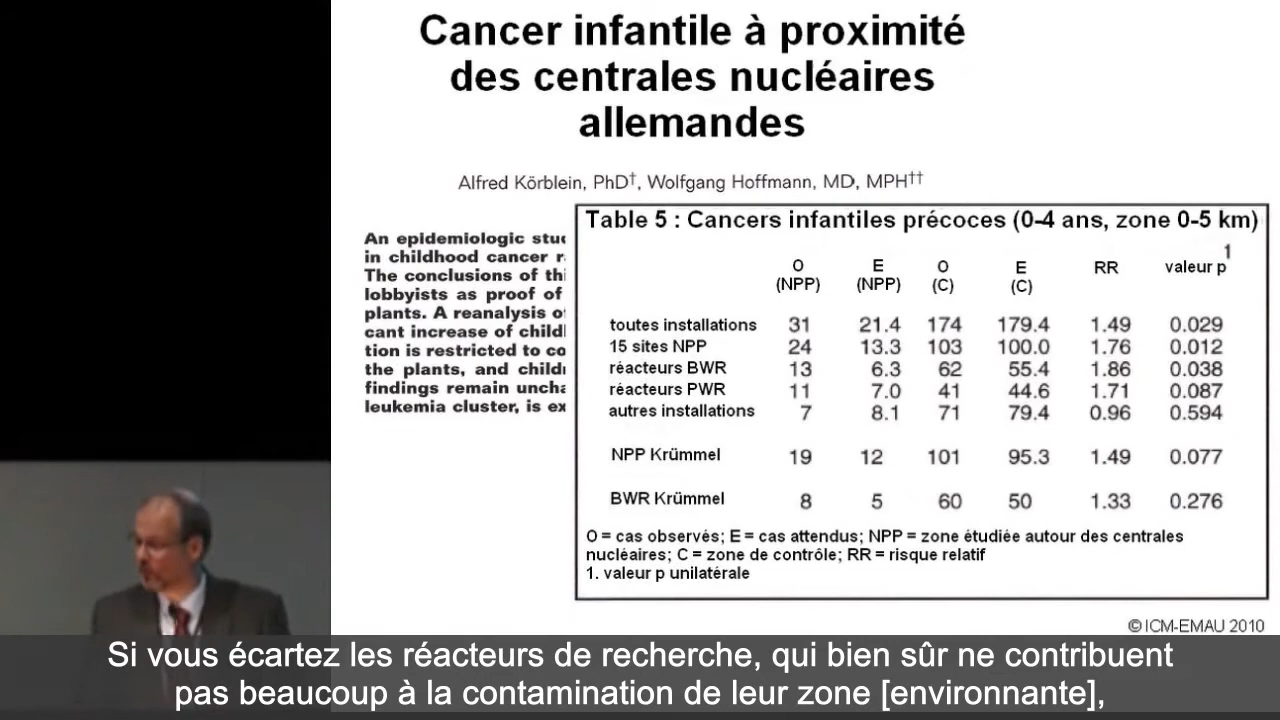 Cancer infantile à proximité
des centrales nucléaires
allemandes
Alfred Körblein, PhD†, Wolfgang Hoffmann, MD, MPH††
An epidemiologic
in childhood cancer
The conclusions of
lobbyists as proof of
plants. A reanalysis
cant increase of
tion is restricted to
the plants, and
findings remain
leukemia cluster, is
Table 5 : Cancers infantiles précoces (0-4 ans, zone 0-5 km)
O (NPP) E (NPP) O (C) E (C) RR valeur p1
toutes installations 31 21.4 174 179.4 1.49 0.029
15 sites NPP 24 13.3 103 100.0 1.76 0.012
réacteurs BWR 13 6.3 62 55.4 1.86 0.038
réacteurs PWR 11 7.0 41 44.6 1.71 0.087
autres installations 7 8.1 71 79.4 0.96 0.594
NPP Krümmel 19 12 101 95.3 1.49 0.077
BWR Krümmel 8 5 60 50 1.33 0.276
O = cas observés; E = cas attendus; NPP = zone étudiée autour des centrales
nucléaires; C = zone de contrôle; RR = risque relatif
1. valeur p unilatérale
© ICM-EMAU 2010
Si vous écartez les réacteurs de recherche, qui bien sûr ne contribuent
pas beaucoup à la contamination de leur zone [environnante],